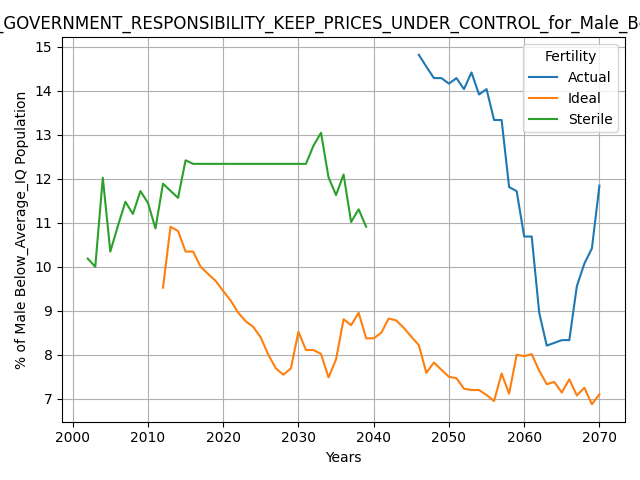 _GOVERNMENT_RESPONSIBILITY_KEEP_PRICES_UNDER_CONTROL_for_Male_Be
% of Male Below_Average_IQ Population
15
14
13
12
11
10
9
8
7
Fertility
Actual
Ideal
Sterile
2000 2010 2020 2030 2040 2050 2060 2070
Years